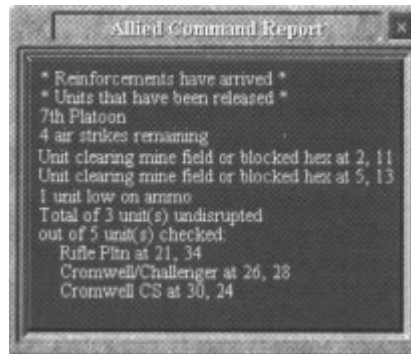 Allied Command Report
* Reinforcements have arrived *
* Units that have been released *
7th Platoon
4 air strikes remaining
Unit clearing mine field or blocked hex at 2, 11
Unit clearing mine field or blocked hex at 5, 13
1 unit low on ammo
Total of 3 unit(s) undisrupted
out of 5 unit(s) checked:
Rifle Pltn at 21, 34
Cromwell/Challenger at 26, 28
Cromwell CS at 30, 24